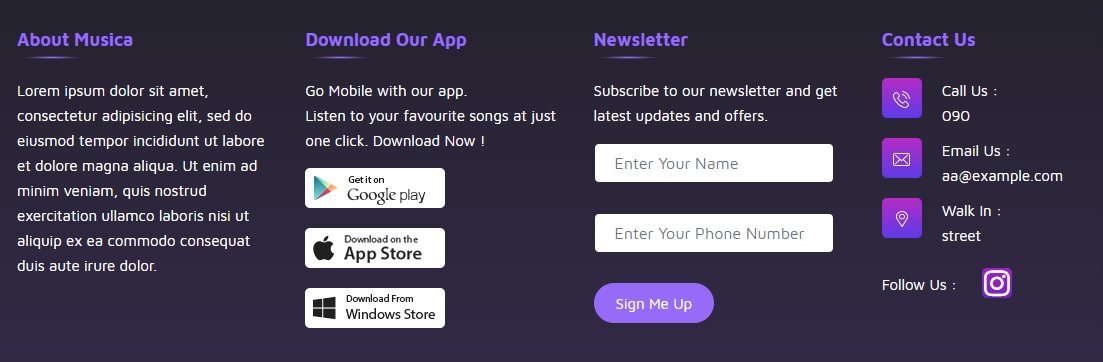 About Musica
Lorem ipsum dolor sit amet,
consectetur adipisicing elit, sed do
eiusmod tempor incididunt ut labore
et dolore magna aliqua. Ut enim ad
minim veniam, quis nostrud
exercitation ullamco laboris nisi ut
aliquip ex ea commodo consequat
duis aute irure dolor.
Download Our App
Go Mobile with our app.
Listen to your favourite songs at just
one click. Download Now !
Get it on
Google play
Download on the
App Store
Download From
Windows Store
Newsletter
Subscribe to our newsletter and get
latest updates and offers.
Enter Your Name
Enter Your Phone Number
Sign Me Up
Contact Us
Call Us :
090
Email Us :
aa@example.com
Walk In :
street
Follow Us :